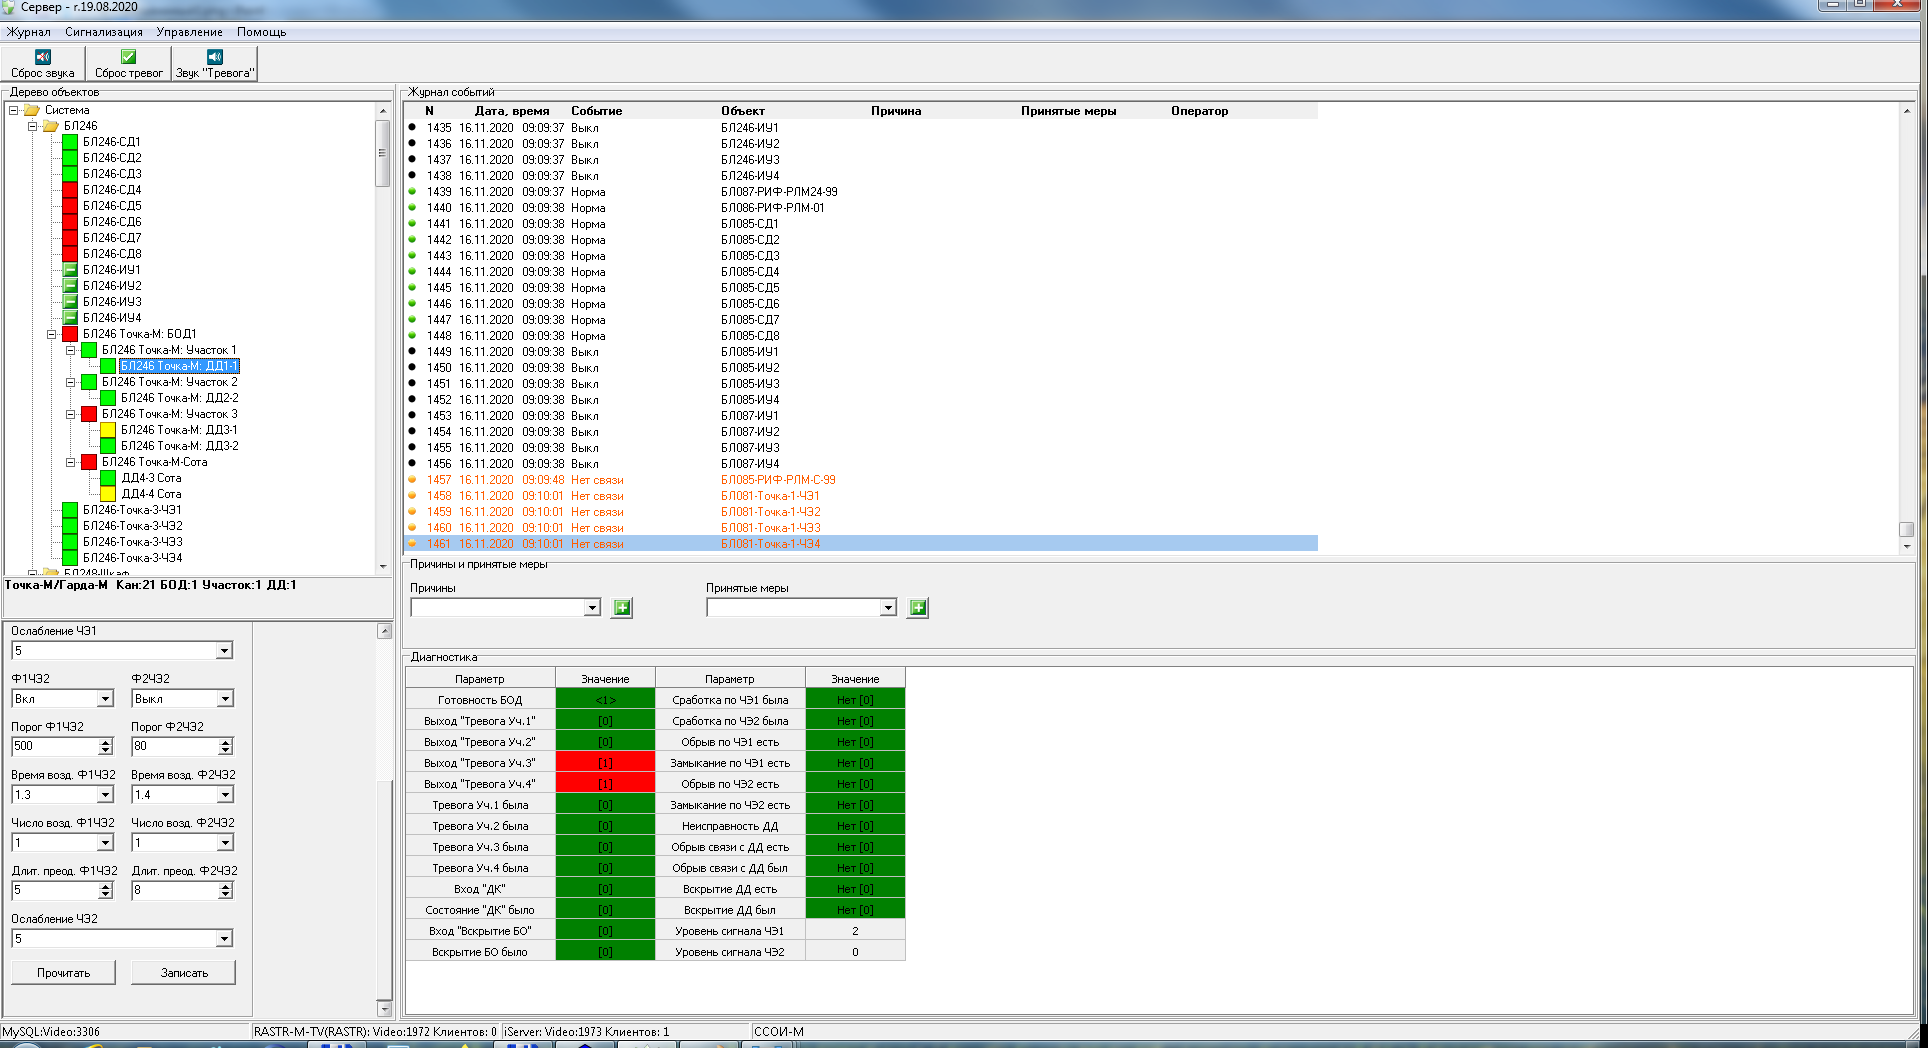 Сервер - г.19.08.2020
Журнал Сигнализация Управление Помощь
Сброс звука Сброс тревог Звук "Тревога"
Дерево объектов
Система
БЛ246
БЛ246-СД1
БЛ246-СД2
БЛ246-СД3
БЛ246-СД4
БЛ246-СД5
БЛ246-СД6
БЛ246-СД7
БЛ246-СД8
БЛ246-ИУ1
БЛ246-ИУ2
БЛ246-ИУ3
БЛ246-ИУ4
БЛ246 Точка-М: БОД1
БЛ246 Точка-М: Участок 1
БЛ246 Точка-М: ДД1-1
БЛ246 Точка-М: Участок 2
БЛ246 Точка-М: ДД2-2
БЛ246 Точка-М: Участок 3
БЛ246 Точка-М: ДД3-1
БЛ246 Точка-М: ДД3-2
БЛ246 Точка-М-Сота
ДД4-3 Сота
ДД4-4 Сота
БЛ246-Точка-3-ЧЭ1
БЛ246-Точка-3-ЧЭ2
БЛ246-Точка-3-ЧЭ3
БЛ246-Точка-3-ЧЭ4
БЛ248-Шкаф
Точка-М/Гарда-М Кан:21 БОД:1 Участок:1 ДД:1
Ослабление ЧЭ1
5
Ф1ЧЭ2 Ф2ЧЭ2
Вкл Выкл
Порог Ф1ЧЭ2 Порог Ф2ЧЭ2
500 80
Время возд. Ф1ЧЭ2 Время возд. Ф2ЧЭ2
1.3 1.4
Число возд. Ф1ЧЭ2 Число возд. Ф2ЧЭ2
1 1
Длит. преод. Ф1ЧЭ2 Длит. преод. Ф2ЧЭ2
5 8
Ослабление ЧЭ2
5
Прочитать Записать
Журнал событий
N Дата, время Событие Объект Причина Принятые меры Оператор
1435 16.11.2020 09:09:37 Выкл БЛ246-ИУ1
1436 16.11.2020 09:09:37 Выкл БЛ246-ИУ2
1437 16.11.2020 09:09:37 Выкл БЛ246-ИУ3
1438 16.11.2020 09:09:37 Выкл БЛ246-ИУ4
1439 16.11.2020 09:09:37 Норма БЛ087-РИФ-РЛМ24-99
1440 16.11.2020 09:09:38 Норма БЛ086-РИФ-РЛМ-01
1441 16.11.2020 09:09:38 Норма БЛ085-СД1
1442 16.11.2020 09:09:38 Норма БЛ085-СД2
1443 16.11.2020 09:09:38 Норма БЛ085-СД3
1444 16.11.2020 09:09:38 Норма БЛ085-СД4
1445 16.11.2020 09:09:38 Норма БЛ085-СД5
1446 16.11.2020 09:09:38 Норма БЛ085-СД6
1447 16.11.2020 09:09:38 Норма БЛ085-СД7
1448 16.11.2020 09:09:38 Норма БЛ085-СД8
1449 16.11.2020 09:09:38 Выкл БЛ085-ИУ1
1450 16.11.2020 09:09:38 Выкл БЛ085-ИУ2
1451 16.11.2020 09:09:38 Выкл БЛ085-ИУ3
1452 16.11.2020 09:09:38 Выкл БЛ085-ИУ4
1453 16.11.2020 09:09:38 Выкл БЛ087-ИУ1
1454 16.11.2020 09:09:38 Выкл БЛ087-ИУ2
1455 16.11.2020 09:09:38 Выкл БЛ087-ИУ3
1456 16.11.2020 09:09:38 Выкл БЛ087-ИУ4
1457 16.11.2020 09:09:48 Нет связи БЛ085-РИФ-РЛМ-С-99
1458 16.11.2020 09:10:01 Нет связи БЛ081-Точка-1-ЧЭ1
1459 16.11.2020 09:10:01 Нет связи БЛ081-Точка-1-ЧЭ2
1460 16.11.2020 09:10:01 Нет связи БЛ081-Точка-1-ЧЭ3
1461 16.11.2020 09:10:01 Нет связи БЛ081-Точка-1-ЧЭ4
Причины и принятые меры
Причины Принятые меры
Диагностика
Параметр Значение Параметр Значение
Готовность БОД <1> Сработка по ЧЭ1 была Нет [0]
Выход "Тревога Уч.1" [0] Сработка по ЧЭ2 была Нет [0]
Выход "Тревога Уч.2" [0] Обрыв по ЧЭ1 есть Нет [0]
Выход "Тревога Уч.3" [1] Замыкание по ЧЭ1 есть Нет [0]
Выход "Тревога Уч.4" [1] Обрыв по ЧЭ2 есть Нет [0]
Тревога Уч.1 была [0] Замыкание по ЧЭ2 есть Нет [0]
Тревога Уч.2 была [0] Неисправность ДД Нет [0]
Тревога Уч.3 была [0] Обрыв связи с ДД есть Нет [0]
Тревога Уч.4 была [0] Обрыв связи с ДД был Нет [0]
Вход "ДК" [0] Вскрытие ДД есть Нет [0]
Состояние "ДК" было [0] Вскрытие ДД был Нет [0]
Вход "Вскрытие БО" [0] Уровень сигнала ЧЭ1 2
Вскрытие БО было [0] Уровень сигнала ЧЭ2 0
MySQL:Video:3306 RASTR-M-TV(RASTR): Video:1972 Клиентов: 0 iServer: Video:1973 Клиентов: 1 ССОИ-М